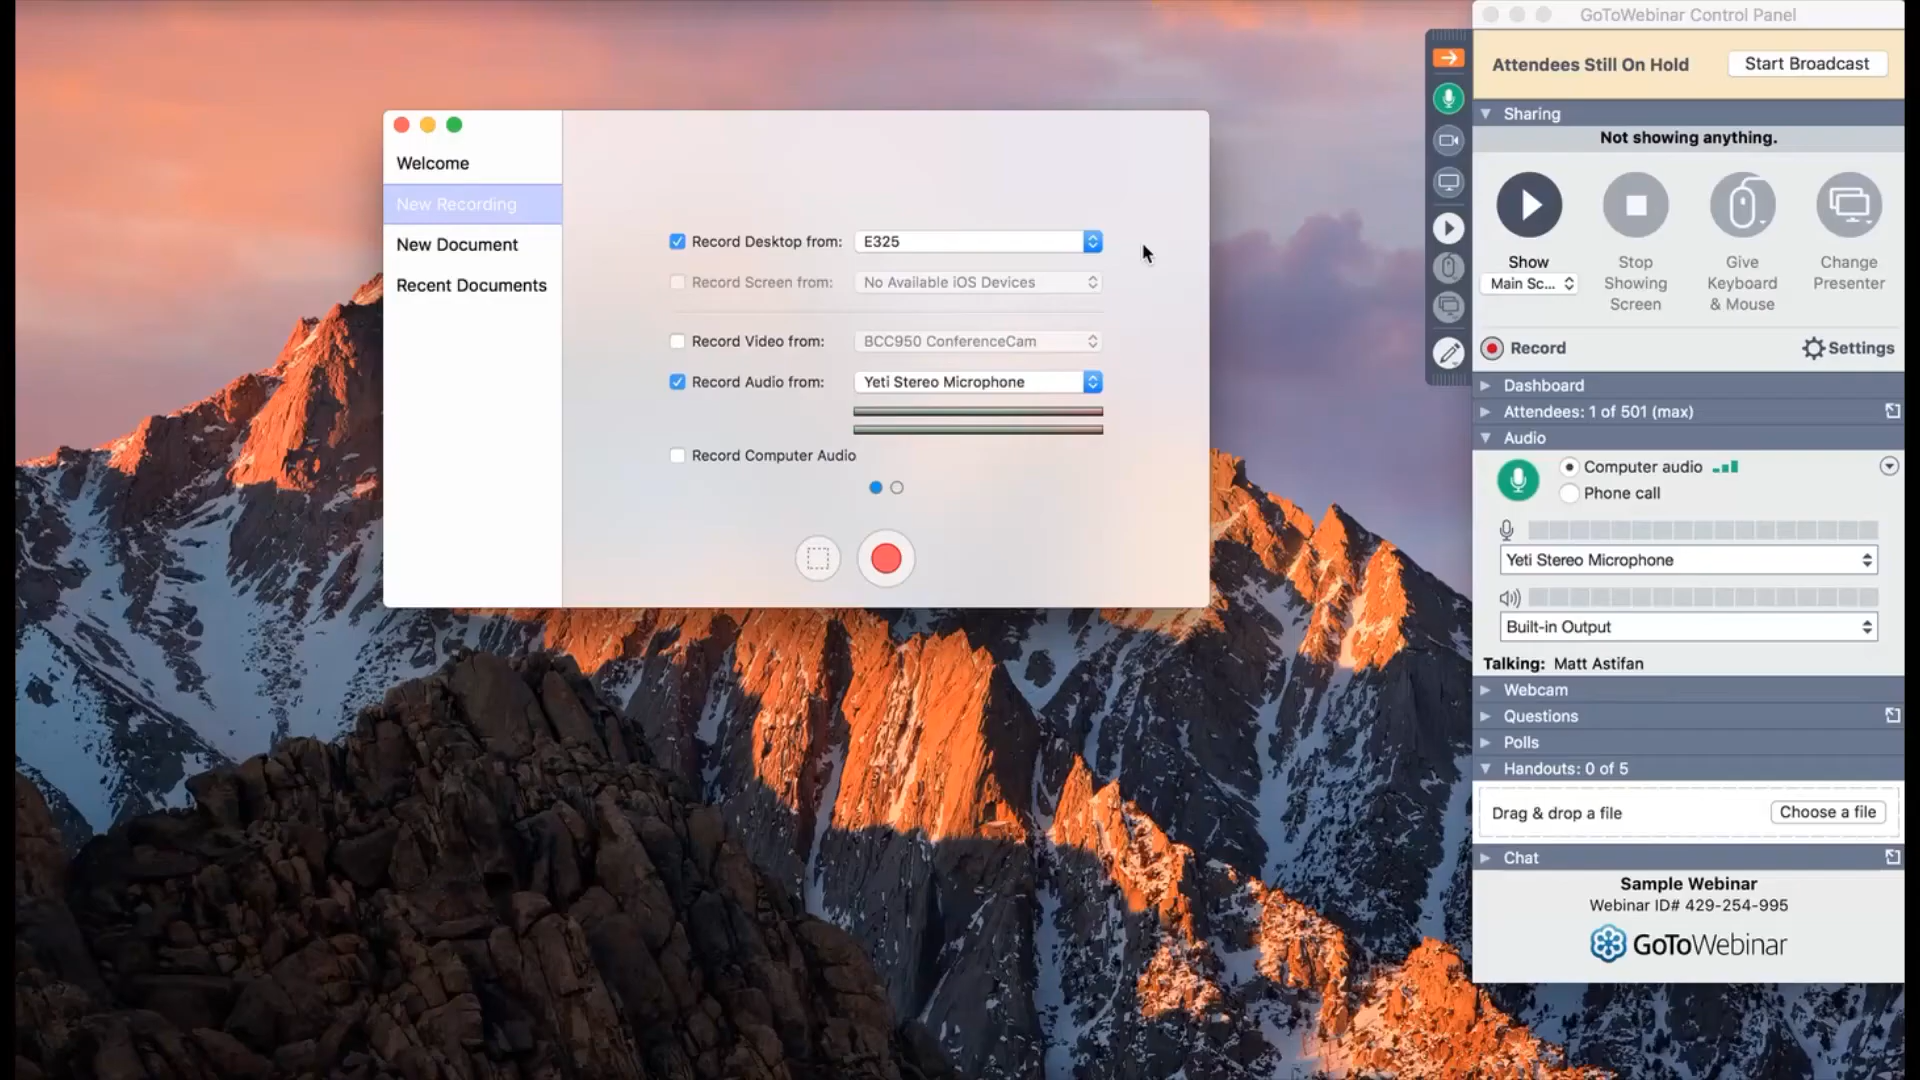 GoToWebinar Control Panel
Attendees Still On Hold
Start Broadcast
Sharing
Not showing anything.
Show
Main Sc...
Stop
Showing
Screen
Give
Keyboard
& Mouse
Change
Presenter
Record
Settings
Dashboard
Attendees: 1 of 501 (max)
Audio
Computer audio
Phone call
Yeti Stereo Microphone
Built-in Output
Talking: Matt Astifan
Webcam
Questions
Polls
Handouts: 0 of 5
Drag & drop a file
Choose a file
Chat
Sample Webinar
Webinar ID# 429-254-995
GoToWebinar
Welcome
New Recording
New Document
Recent Documents
Record Desktop from: E325
Record Screen from: No Available iOS Devices
Record Video from: BCC950 ConferenceCam
Record Audio from: Yeti Stereo Microphone
Record Computer Audio